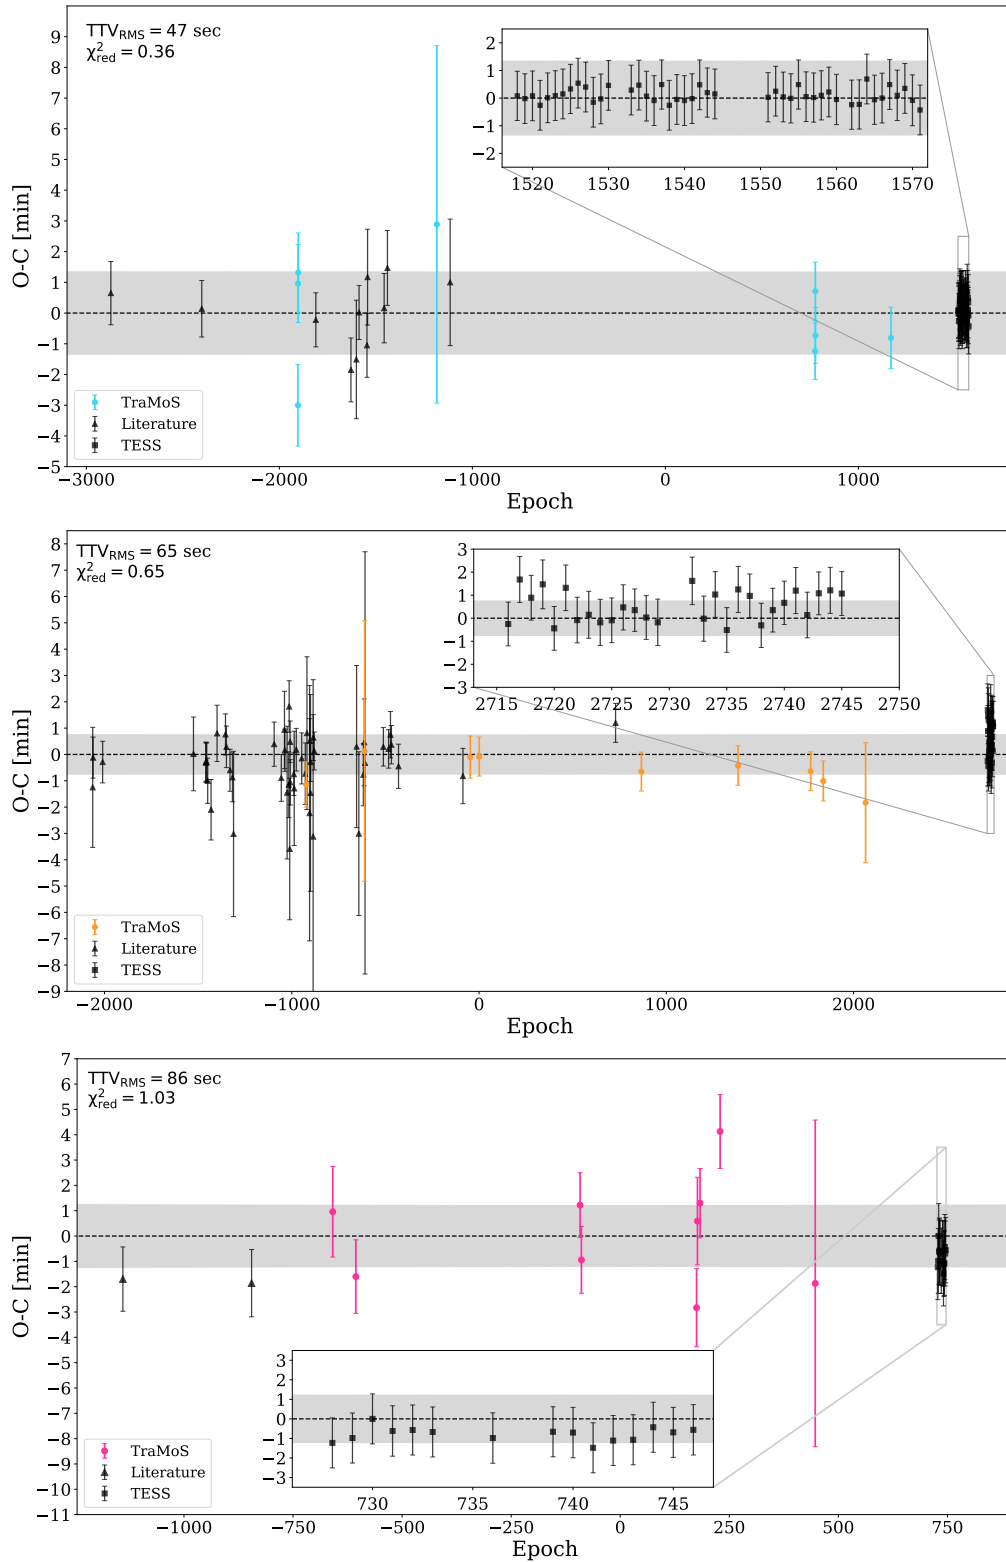 TTV_RMS = 47 sec
χ²_red = 0.36
O-C [min]
9
8
7
6
5
4
3
2
1
0
−1
−2
−3
−4
−5
2
1
0
−1
−2
1520 1530 1540 1550 1560 1570
TraMoS
Literature
TESS
−3000 −2000 −1000 0 1000
Epoch
TTV_RMS = 65 sec
χ²_red = 0.65
O-C [min]
8
7
6
5
4
3
2
1
0
−1
−2
−3
−4
−5
−6
−7
−8
−9
3
2
1
0
−1
−2
−3
2715 2720 2725 2730 2735 2740 2745 2750
TraMoS
Literature
TESS
−2000 −1000 0 1000 2000
Epoch
TTV_RMS = 86 sec
χ²_red = 1.03
O-C [min]
7
6
5
4
3
2
1
0
−1
−2
−3
−4
−5
−6
−7
−8
−9
−10
−11
3
2
1
0
−1
−2
−3
730 735 740 745
TraMoS
Literature
TESS
−1000 −750 −500 −250 0 250 500 750
Epoch